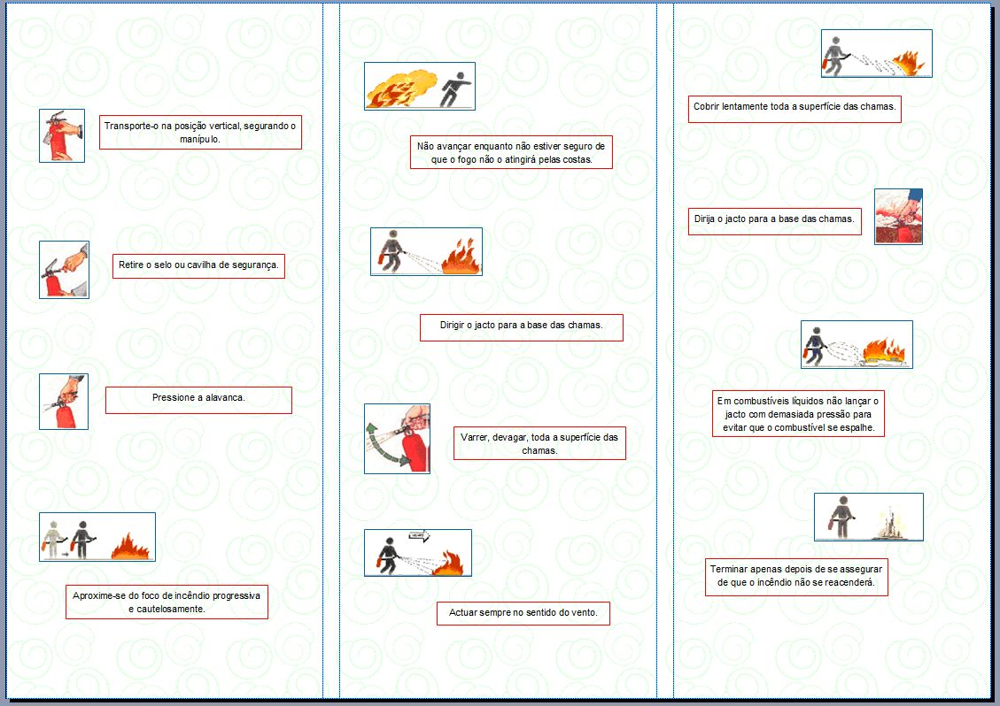 Transporte-o na posição vertical, segurando o
manípulo.
Retire o selo ou cavilha de segurança.
Pressione a alavanca.
Aproxime-se do foco de incêndio progressiva
e cautelosamente.
Não avançar enquanto não estiver seguro de
que o fogo não o atingirá pelas costas.
Dirigir o jacto para a base das chamas.
Varrer, devagar, toda a superfície das
chamas.
VENTO
Actuar sempre no sentido do vento.
Cobrir lentamente toda a superfície das chamas.
Dirija o jacto para a base das chamas.
Em combustíveis líquidos não lançar o
jacto com demasiada pressão para
evitar que o combustível se espalhe.
Terminar apenas depois de se assegurar
de que o incêndio não se reacenderá.